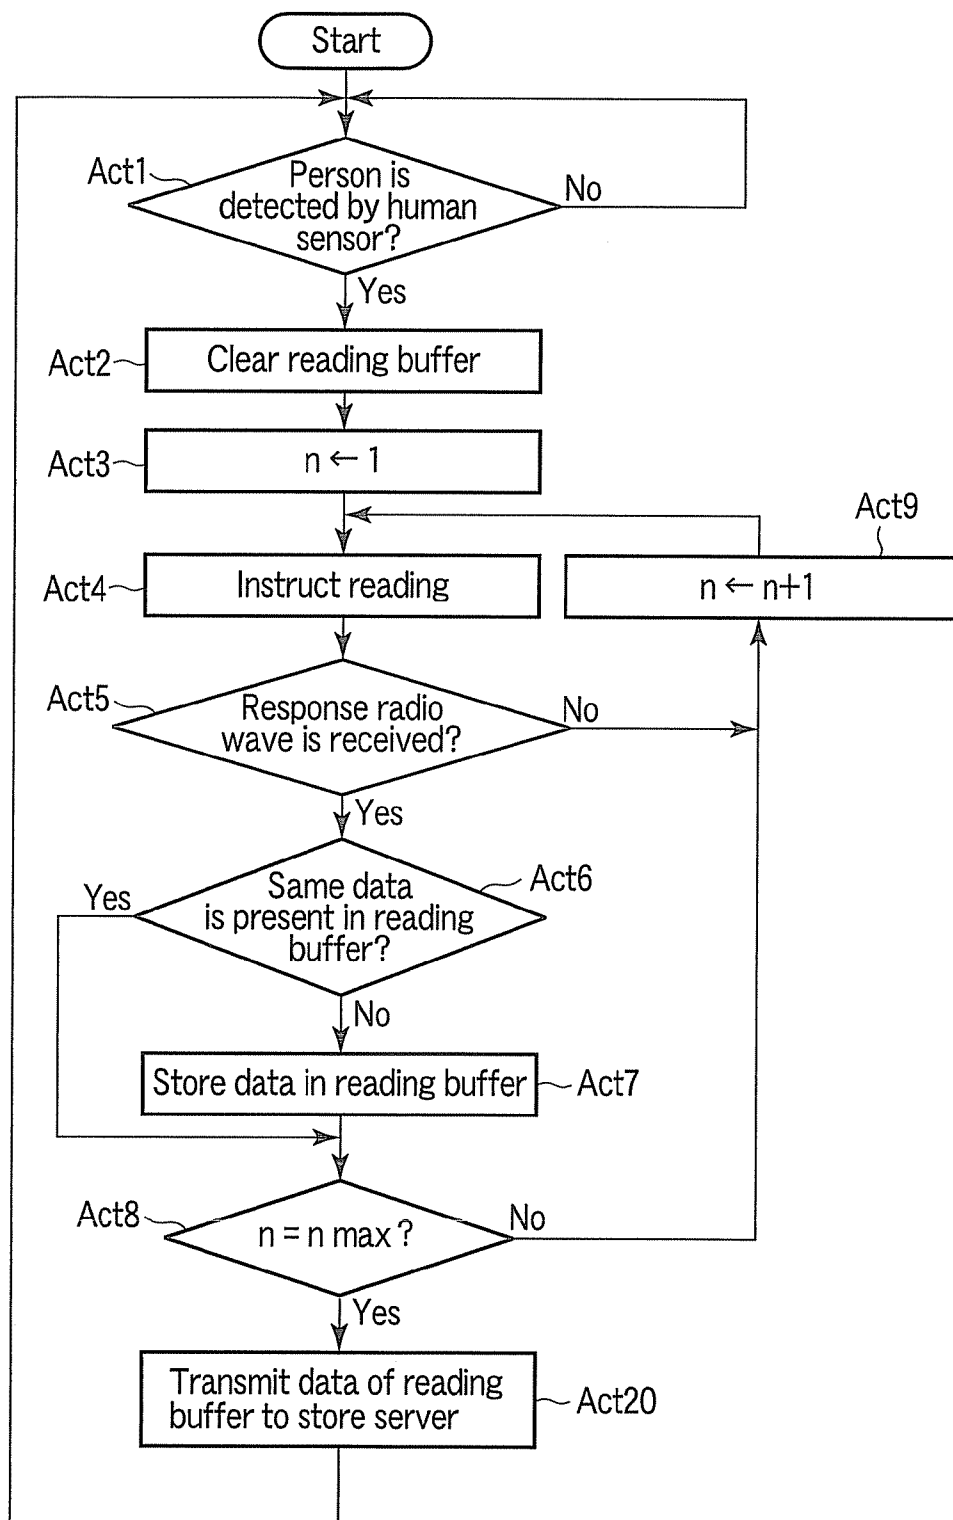 Start
Act1
Person is
detected by human
sensor?
No
Yes
Act2
Clear reading buffer
Act3
n ← 1
Act9
Act4
Instruct reading
n ← n+1
Act5
Response radio
wave is received?
No
Yes
Act6
Yes
Same data
is present in reading
buffer?
No
Store data in reading buffer
Act7
Act8
n = n max ?
No
Yes
Transmit data of reading
buffer to store server
Act20